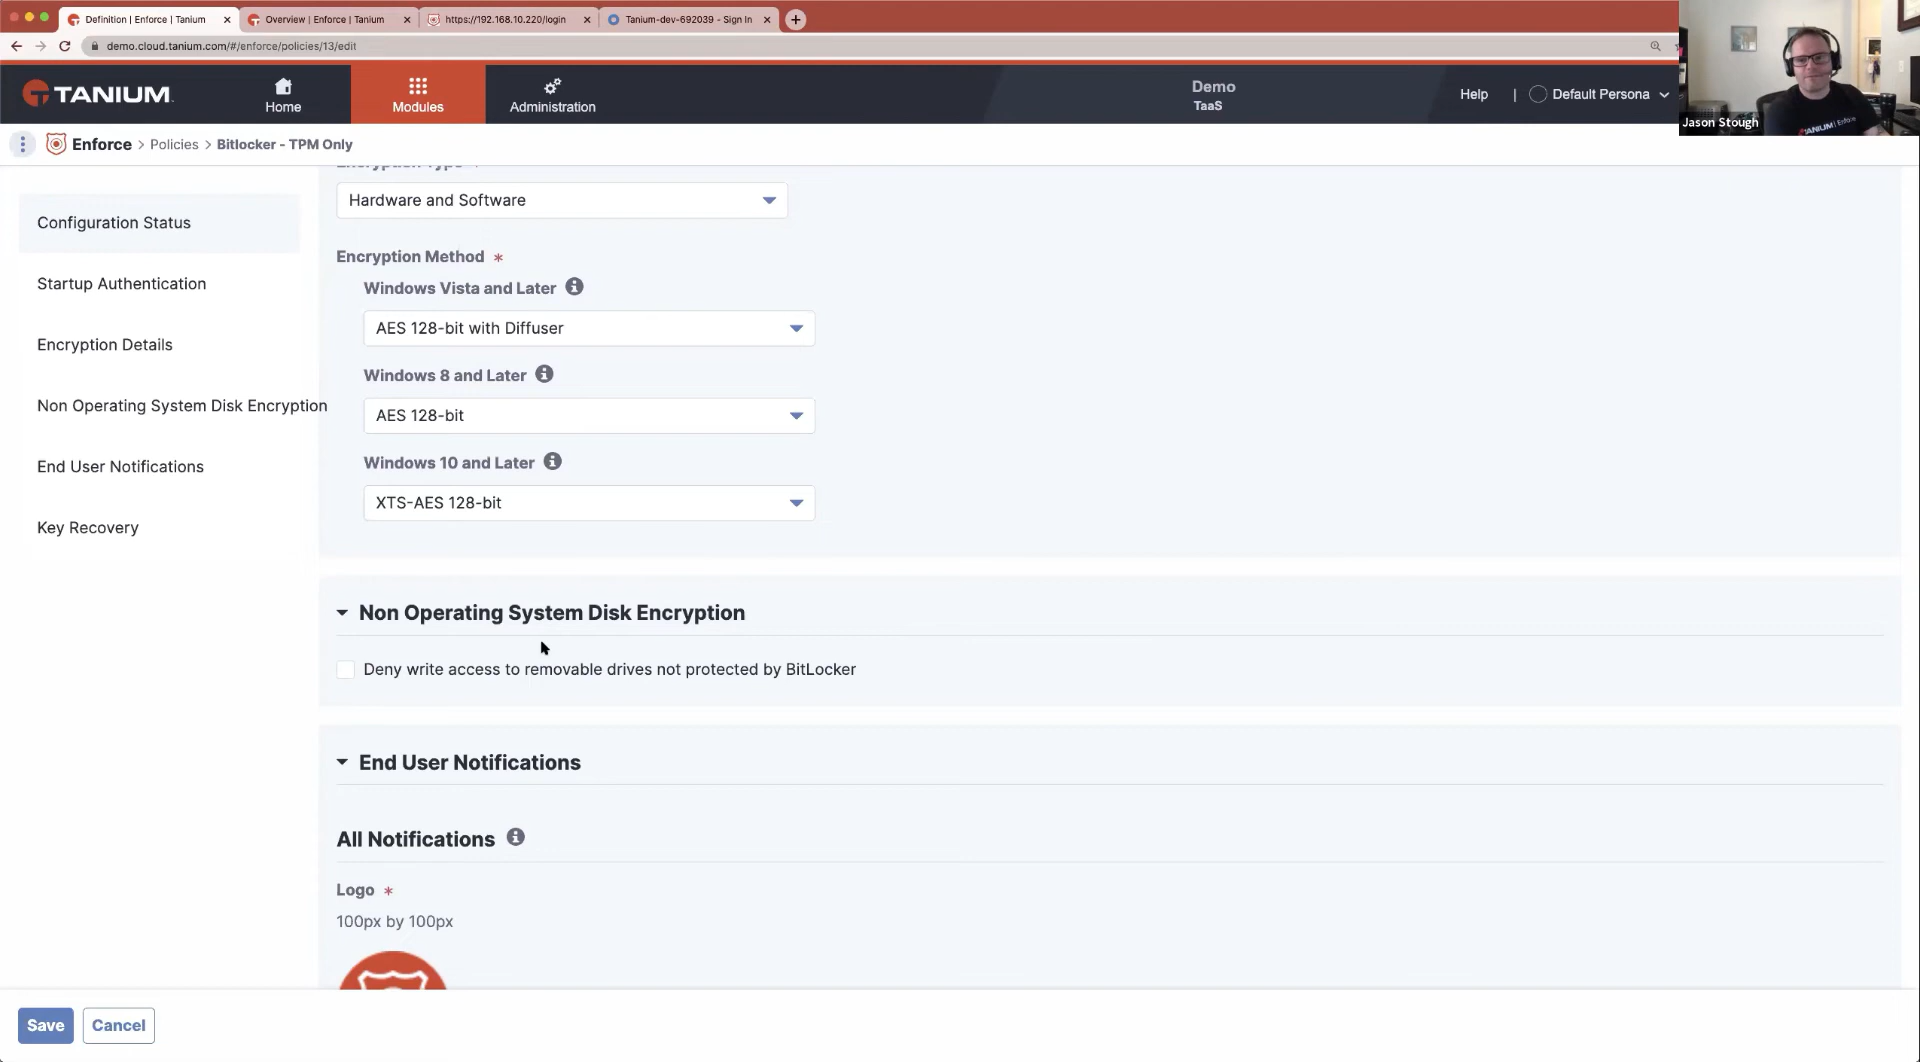 Definition | Enforce | Tanium
Overview | Enforce | Tanium
https://192.168.10.220/login
Tanium-dev-692039 - Sign In
demo.cloud.tanium.com/#/enforce/policies/13/edit
TANIUM
Home
Modules
Administration
Demo
TaaS
Help
Default Persona
Jason Stough
TANIUM | Enforce
Enforce > Policies > Bitlocker - TPM Only
Configuration Status
Startup Authentication
Encryption Details
Non Operating System Disk Encryption
End User Notifications
Key Recovery
Encryption Type *
Hardware and Software
Encryption Method *
Windows Vista and Later
AES 128-bit with Diffuser
Windows 8 and Later
AES 128-bit
Windows 10 and Later
XTS-AES 128-bit
Non Operating System Disk Encryption
Deny write access to removable drives not protected by BitLocker
End User Notifications
All Notifications
Logo *
100px by 100px
Save
Cancel